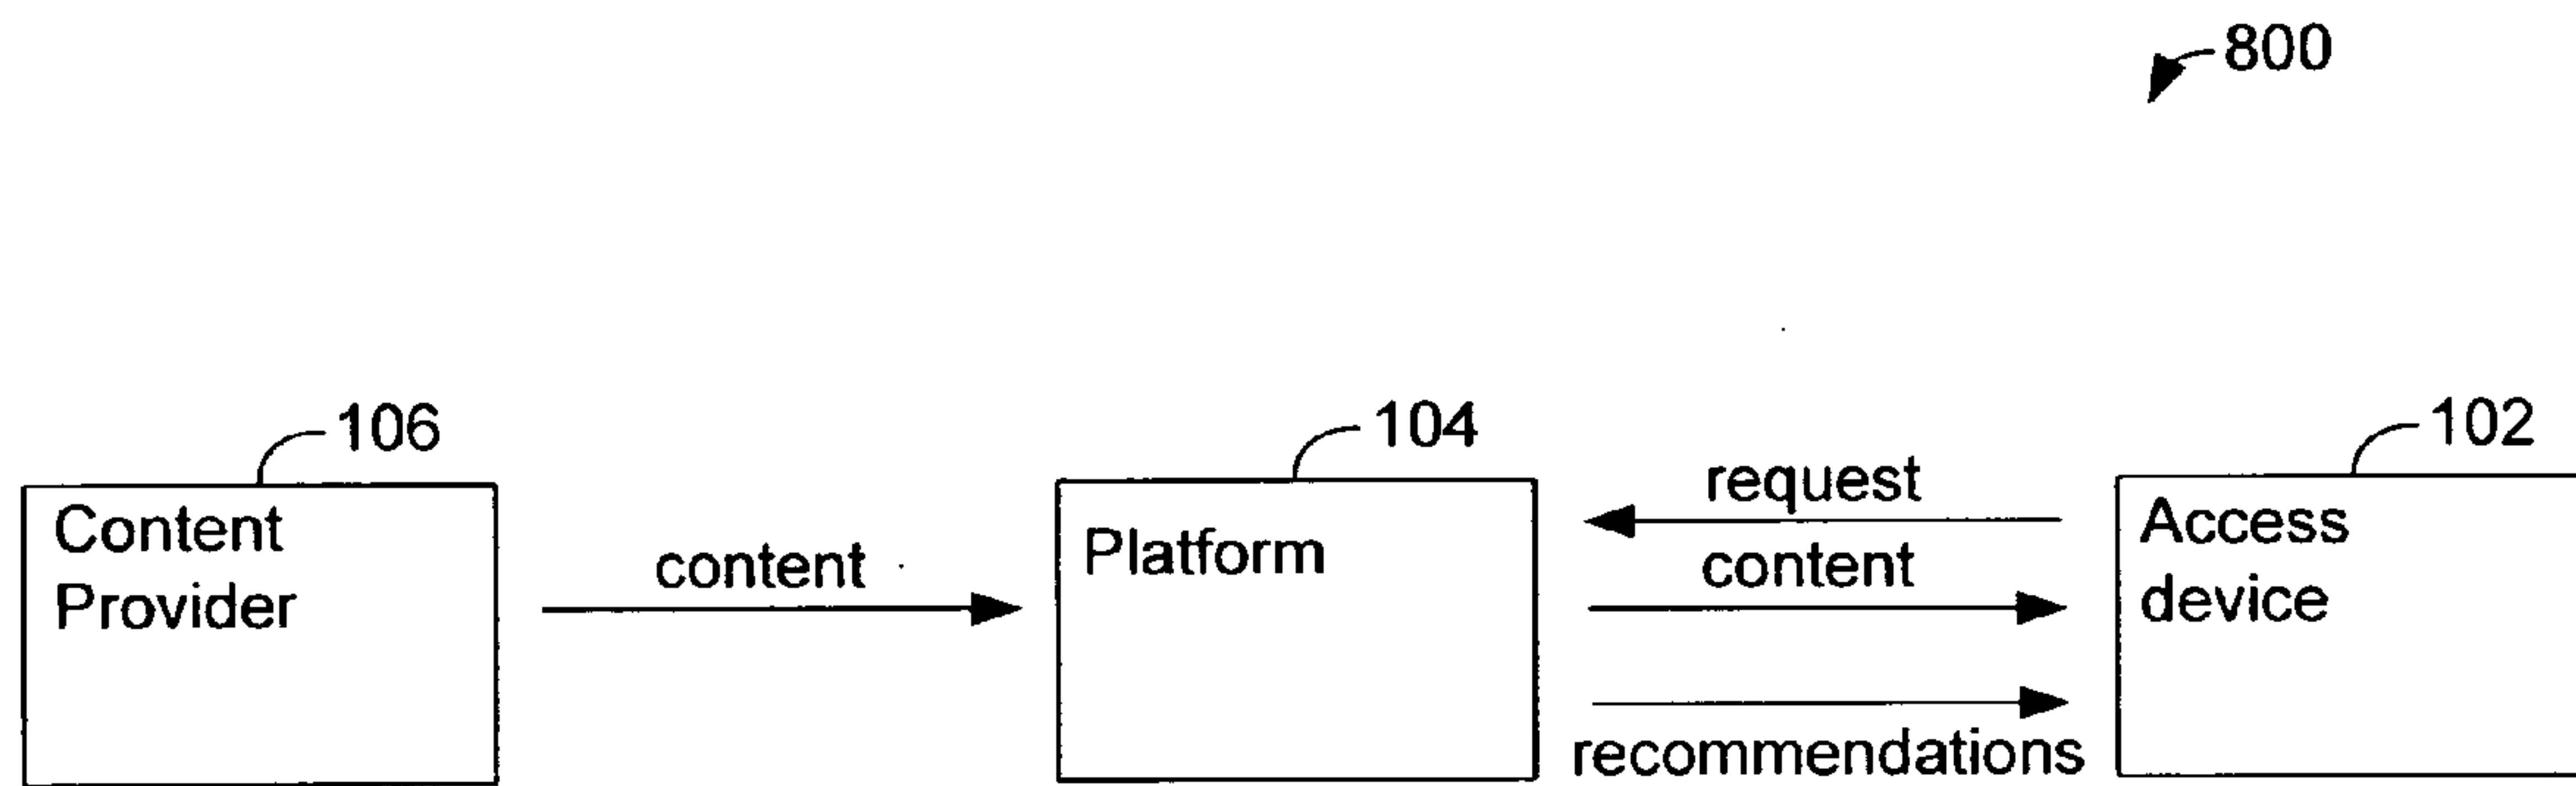 800
106
Content
Provider
content
104
Platform
request
content
recommendations
102
Access
device